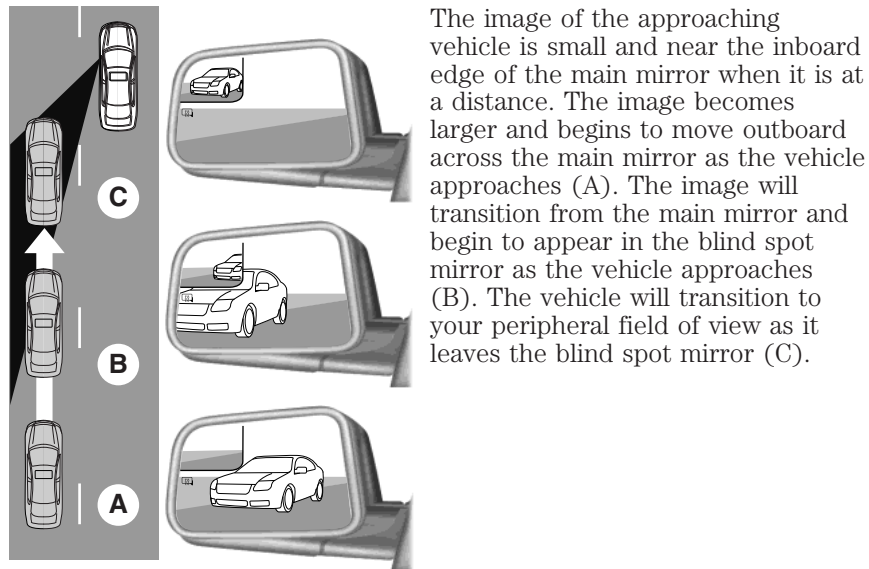 C
B
A
The image of the approaching
vehicle is small and near the inboard
edge of the main mirror when it is at
a distance. The image becomes
larger and begins to move outboard
across the main mirror as the vehicle
approaches (A). The image will
transition from the main mirror and
begin to appear in the blind spot
mirror as the vehicle approaches
(B). The vehicle will transition to
your peripheral field of view as it
leaves the blind spot mirror (C).